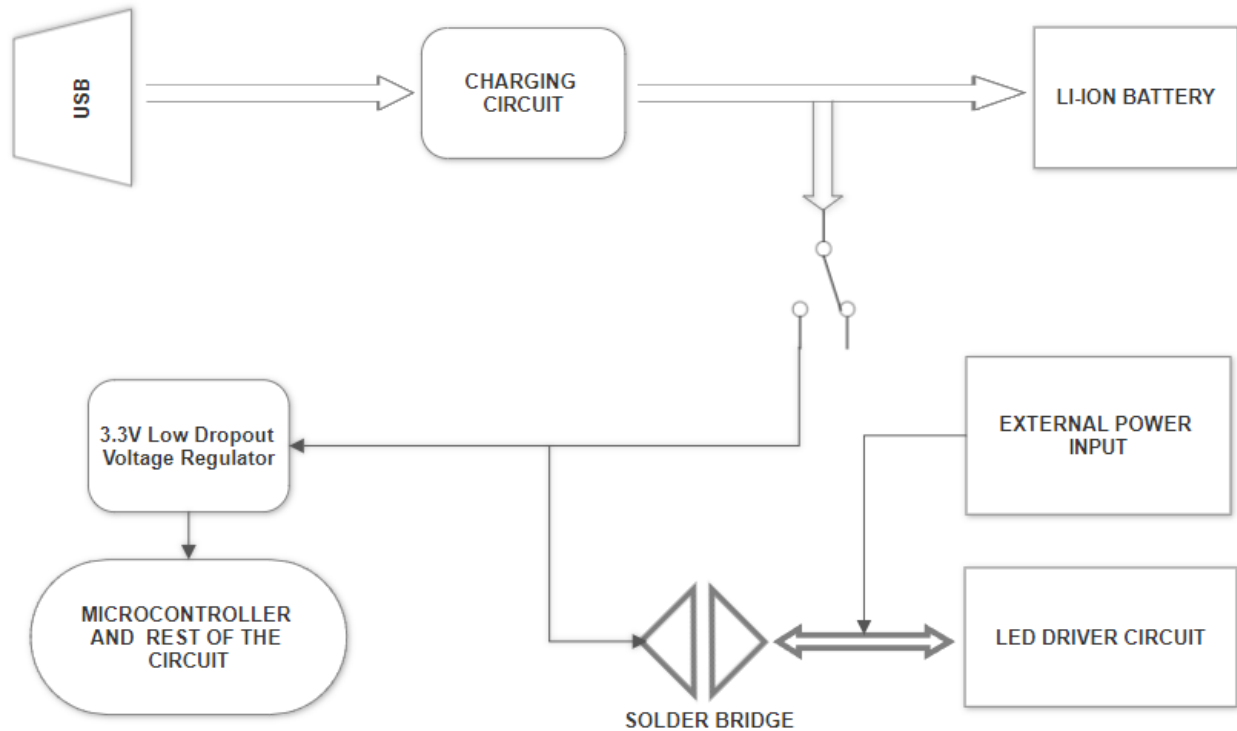 USB
CHARGING
CIRCUIT
LI-ION BATTERY
3.3V Low Dropout
Voltage Regulator
EXTERNAL POWER
INPUT
MICROCONTROLLER
AND REST OF THE
CIRCUIT
LED DRIVER CIRCUIT
SOLDER BRIDGE